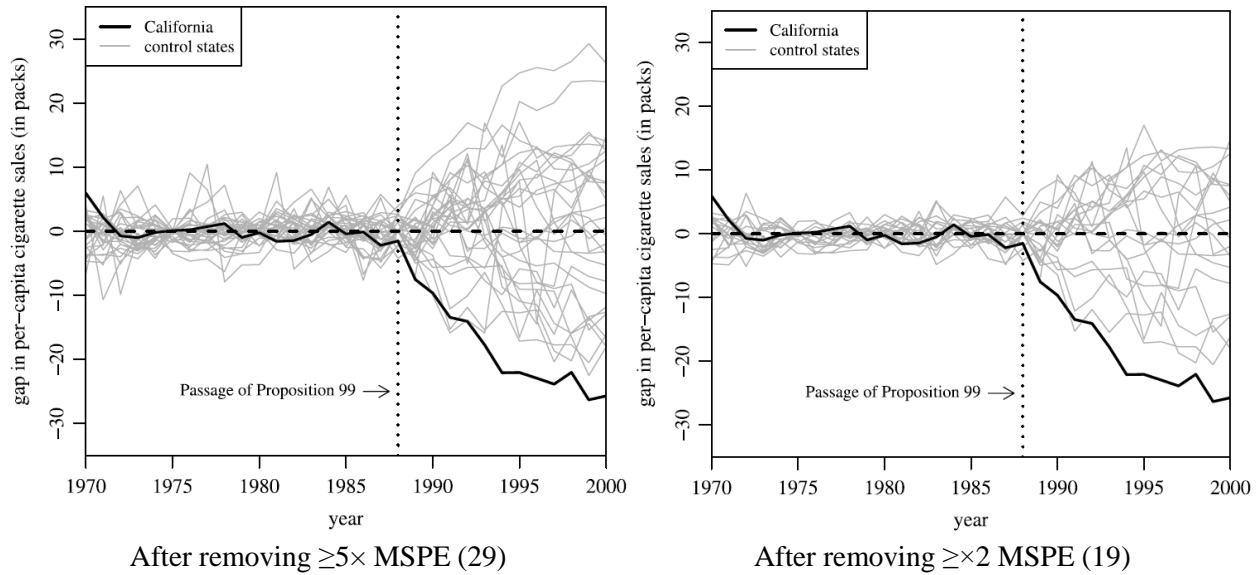 California
control states
gap in per−capita cigarette sales (in packs)
30
20
10
0
−10
−20
−30
Passage of Proposition 99 →
1970 1975 1980 1985 1990 1995 2000
year
After removing ≥5× MSPE (29)
California
control states
gap in per−capita cigarette sales (in packs)
30
20
10
0
−10
−20
−30
Passage of Proposition 99 →
1970 1975 1980 1985 1990 1995 2000
year
After removing ≥×2 MSPE (19)